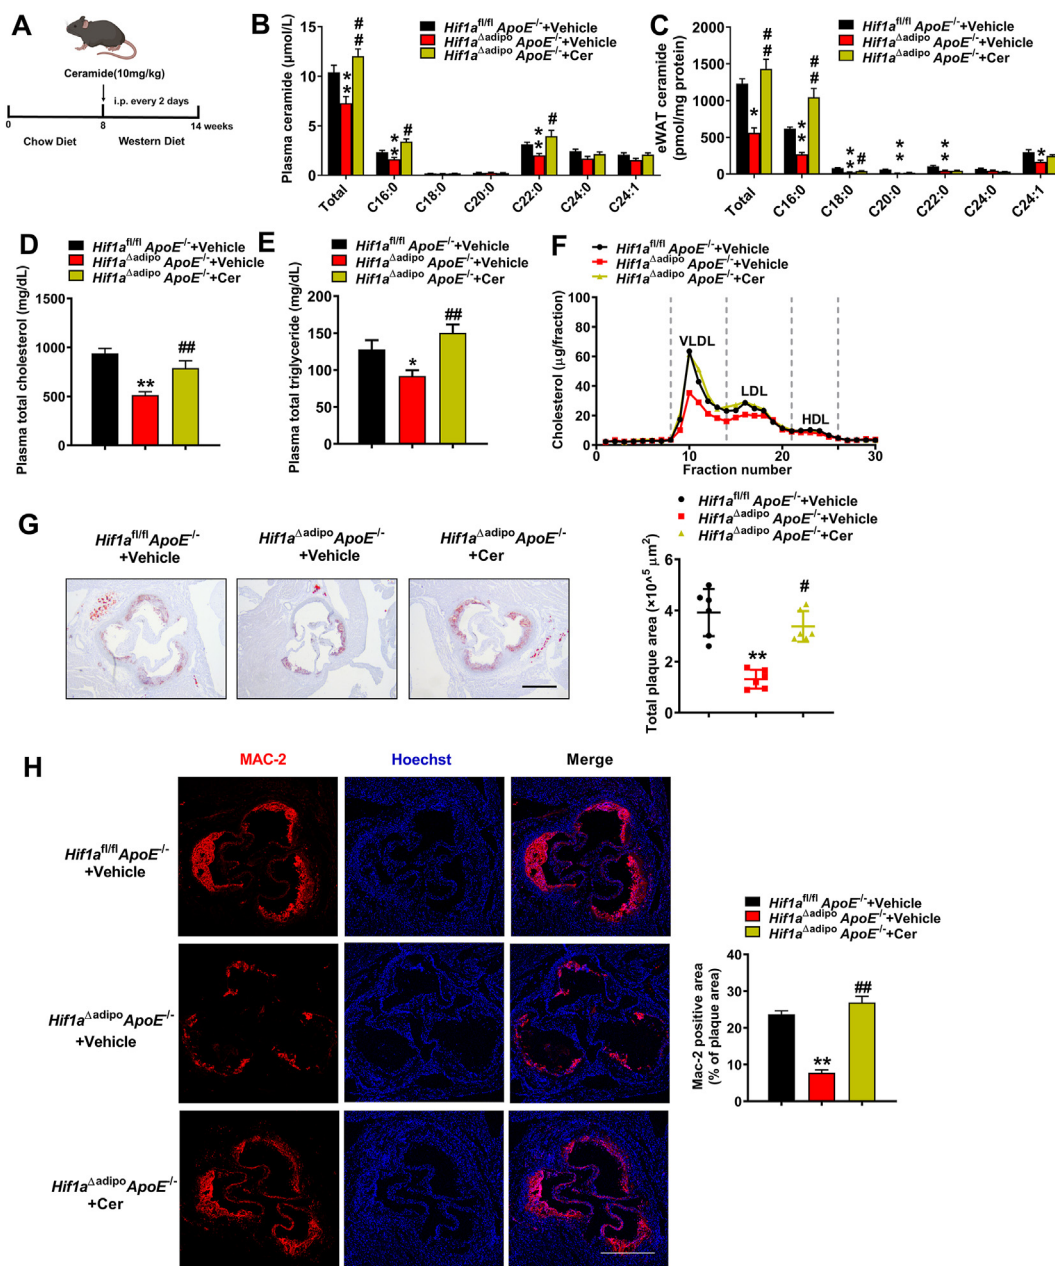 A
Ceramide(10mg/kg)
i.p. every 2 days
0
8
14 weeks
Chow Diet
Western Diet
B
Hif1a fl/fl ApoE-/-+Vehicle
Hif1a Δadipo ApoE-/-+Vehicle
Hif1a Δadipo ApoE-/-+Cer
Plasma ceramide (μmol/L)
15
10
5
0
**
##
**
#
**
#
Total
C16:0
C18:0
C20:0
C22:0
C24:0
C24:1
C
Hif1a fl/fl ApoE-/-+Vehicle
Hif1a Δadipo ApoE-/-+Vehicle
Hif1a Δadipo ApoE-/-+Cer
eWAT ceramide
(pmol/mg protein)
2000
1500
1000
500
0
*
##
**
##
**
#
**
**
*
Total
C16:0
C18:0
C20:0
C22:0
C24:0
C24:1
D
Hif1a fl/fl ApoE-/-+Vehicle
Hif1a Δadipo ApoE-/-+Vehicle
Hif1a Δadipo ApoE-/-+Cer
Plasma total cholesterol (mg/dL)
1500
1000
500
0
**
##
E
Hif1a fl/fl ApoE-/-+Vehicle
Hif1a Δadipo ApoE-/-+Vehicle
Hif1a Δadipo ApoE-/-+Cer
Plasma total triglyceride (mg/dL)
200
150
100
50
0
*
##
F
Hif1a fl/fl ApoE-/-+Vehicle
Hif1a Δadipo ApoE-/-+Vehicle
Hif1a Δadipo ApoE-/-+Cer
Cholesterol (μg/fraction)
100
80
60
40
20
0
VLDL
LDL
HDL
10
20
30
Fraction number
G
Hif1a fl/fl ApoE-/-
+Vehicle
Hif1a Δadipo ApoE-/-
+Vehicle
Hif1a Δadipo ApoE-/-
+Cer
Hif1a fl/fl ApoE-/-+Vehicle
Hif1a Δadipo ApoE-/-+Vehicle
Hif1a Δadipo ApoE-/-+Cer
Total plaque area (×10^5 μm2)
6
4
2
0
**
#
H
MAC-2
Hoechst
Merge
Hif1a fl/fl ApoE-/-
+Vehicle
Hif1a Δadipo ApoE-/-
+Vehicle
Hif1a Δadipo ApoE-/-
+Cer
Hif1a fl/fl ApoE-/-+Vehicle
Hif1a Δadipo ApoE-/-+Vehicle
Hif1a Δadipo ApoE-/-+Cer
Mac-2 positive area
(% of plaque area)
40
30
20
10
0
**
##